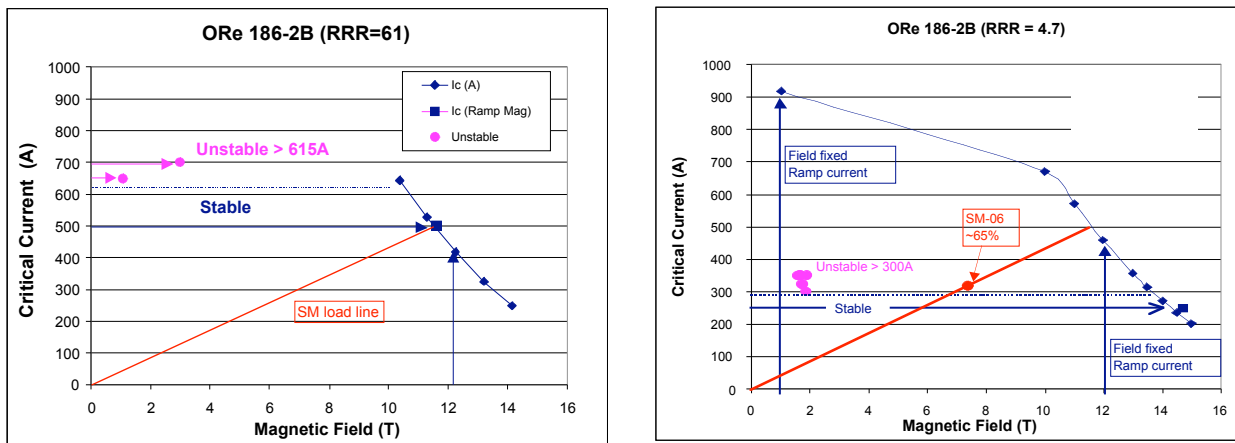 ORe 186-2B (RRR=61)
Critical Current (A)
1000
900
800
700
600
500
400
300
200
100
0
Ic (A)
Ic (Ramp Mag)
Unstable
Unstable > 615A
Stable
SM load line
0 2 4 6 8 10 12 14 16
Magnetic Field (T)
ORe 186-2B (RRR = 4.7)
Critical Current (A)
1000
900
800
700
600
500
400
300
200
100
0
Field fixed
Ramp current
SM-06
~65%
Unstable > 300A
Stable
Field fixed
Ramp current
0 2 4 6 8 10 12 14 16
Magnetic Field (T)